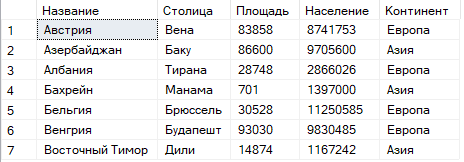 Название Столица Площадь Население Континент
1 Австрия Вена 83858 8741753 Европа
2 Азербайджан Баку 86600 9705600 Азия
3 Албания Тирана 28748 2866026 Европа
4 Бахрейн Манама 701 1397000 Азия
5 Бельгия Брюссель 30528 11250585 Европа
6 Венгрия Будапешт 93030 9830485 Европа
7 Восточный Тимор Дили 14874 1167242 Азия